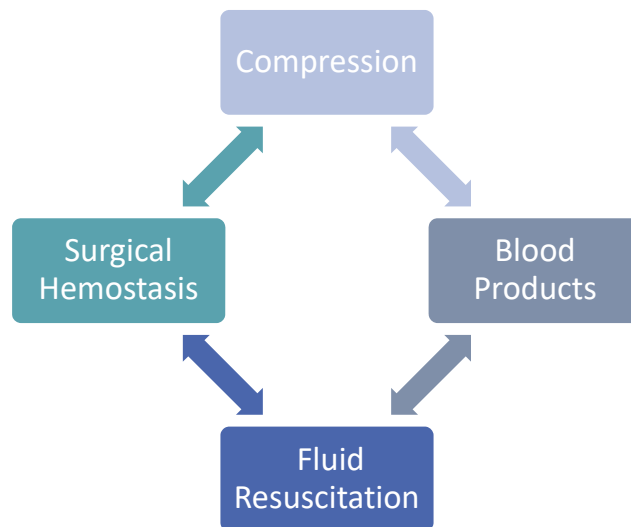 Compression
Surgical
Hemostasis
Blood
Products
Fluid
Resuscitation